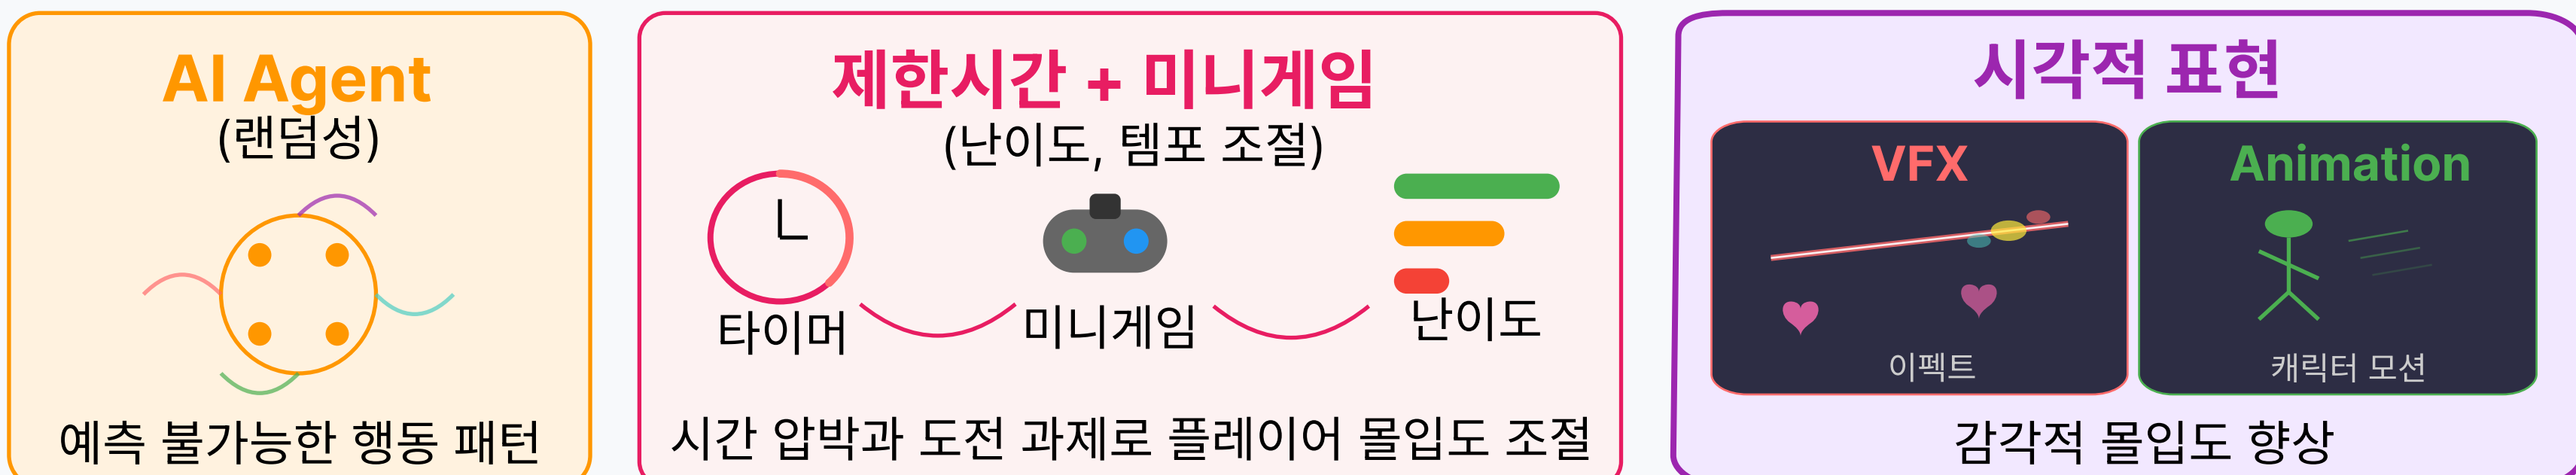 AI Agent
(랜덤성)
예측 불가능한 행동 패턴
제한시간 + 미니게임
(난이도, 템포 조절)
타이머
미니게임
난이도
시간 압박과 도전 과제로 플레이어 몰입도 조절
시각적 표현
VFX
이펙트
Animation
캐릭터 모션
감각적 몰입도 향상